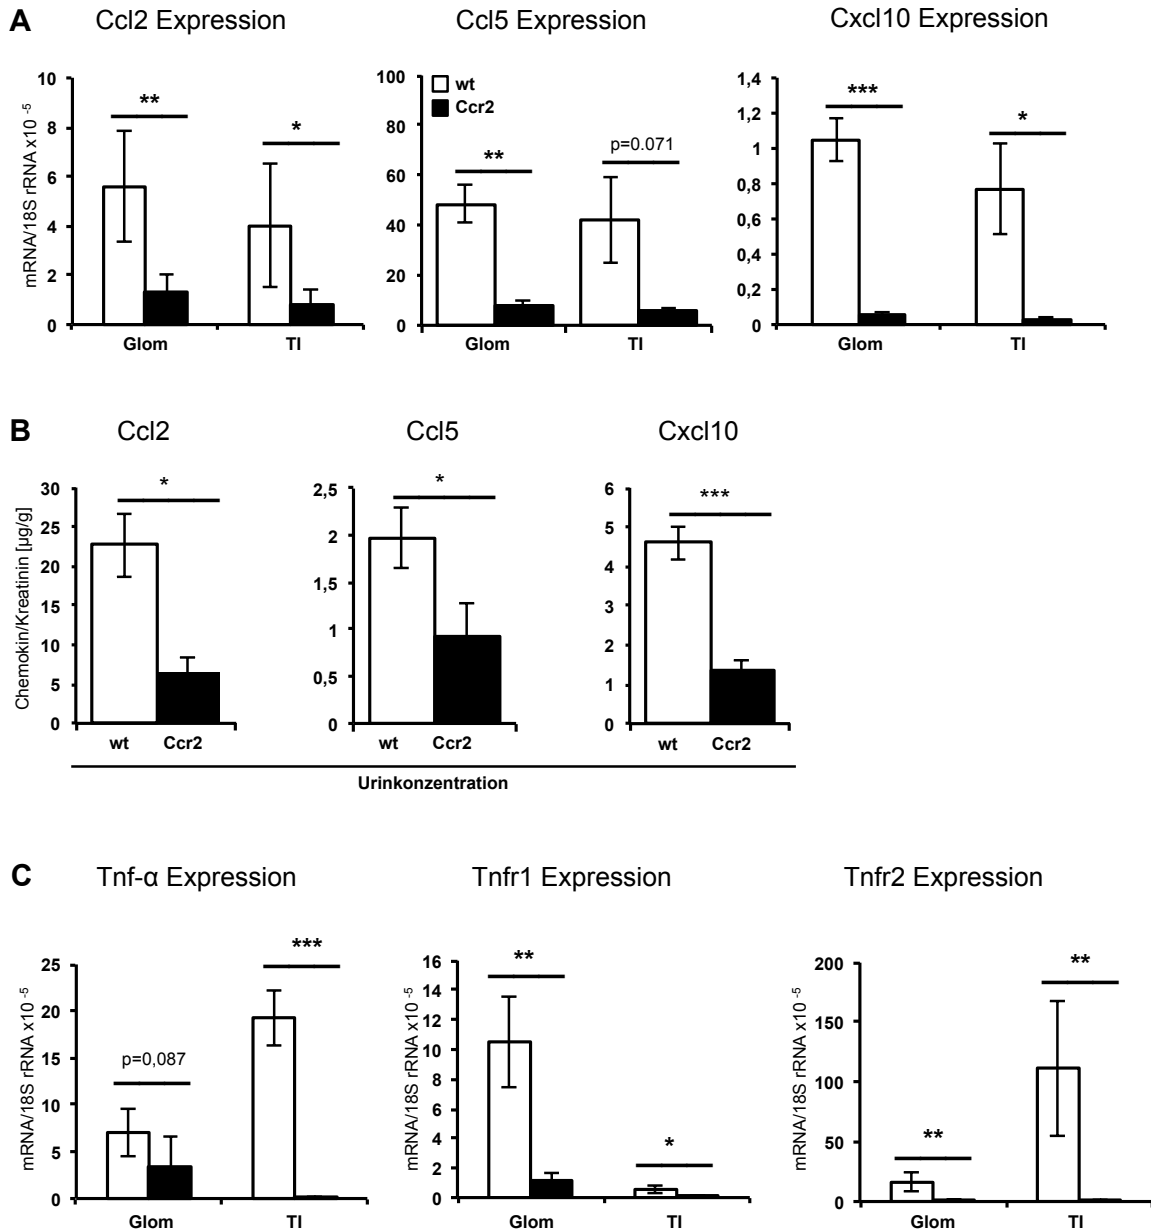 A
Ccl2 Expression
Ccl5 Expression
Cxcl10 Expression
mRNA/18S rRNA x10 -5
10
8
6
4
2
0
**
*
Glom
TI
100
80
60
40
20
0
wt
Ccr2
**
p=0.071
Glom
TI
1,4
1,2
1
0,8
0,6
0,4
0,2
0
***
*
Glom
TI
B
Ccl2
Ccl5
Cxcl10
Chemokin/Kreatinin [µg/g]
30
25
20
15
10
5
0
*
wt
Ccr2
2,5
2
1,5
1
0,5
0
*
wt
Ccr2
6
5
4
3
2
1
0
***
wt
Ccr2
Urinkonzentration
C
Tnf-α Expression
Tnfr1 Expression
Tnfr2 Expression
mRNA/18S rRNA x10 -5
25
20
15
10
5
0
p=0,087
***
Glom
TI
mRNA/18S rRNA x10 -5
16
14
12
10
8
6
4
2
0
**
*
Glom
TI
mRNA/18S rRNA x10 -5
200
150
100
50
0
**
**
Glom
TI